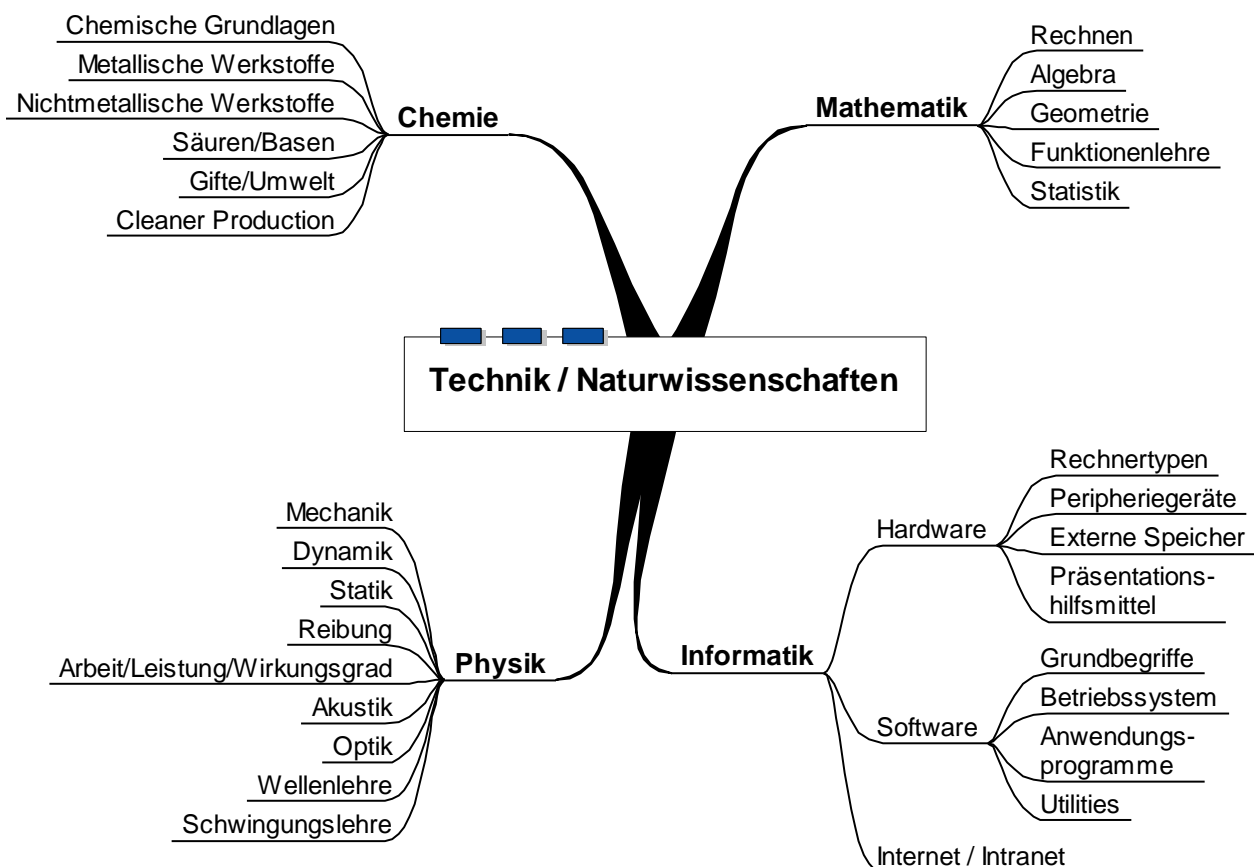 Chemische Grundlagen
Metallische Werkstoffe
Nichtmetallische Werkstoffe
Säuren/Basen
Gifte/Umwelt
Cleaner Production
Chemie
Mathematik
Rechnen
Algebra
Geometrie
Funktionenlehre
Statistik
Technik / Naturwissenschaften
Mechanik
Dynamik
Statik
Reibung
Arbeit/Leistung/Wirkungsgrad
Akustik
Optik
Wellenlehre
Schwingungslehre
Physik
Informatik
Hardware
Rechnertypen
Peripheriegeräte
Externe Speicher
Präsentations-
hilfsmittel
Software
Grundbegriffe
Betriebssystem
Anwendungs-
programme
Utilities
Internet / Intranet